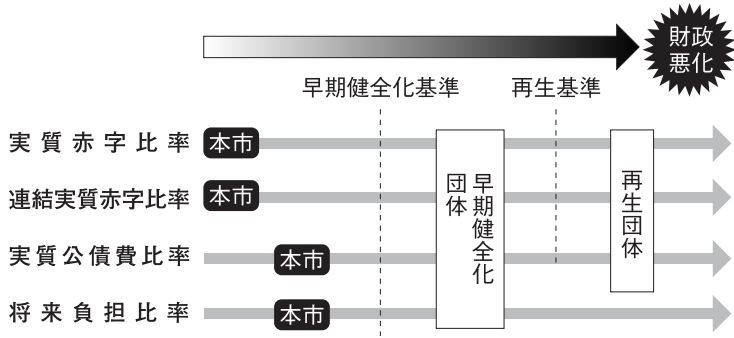 財政
悪化
早期健全化基準
再生基準
実質赤字比率
本市
連結実質赤字比率
本市
実質公債費比率
本市
将来負担比率
本市
早期健全化
団体
再生団体